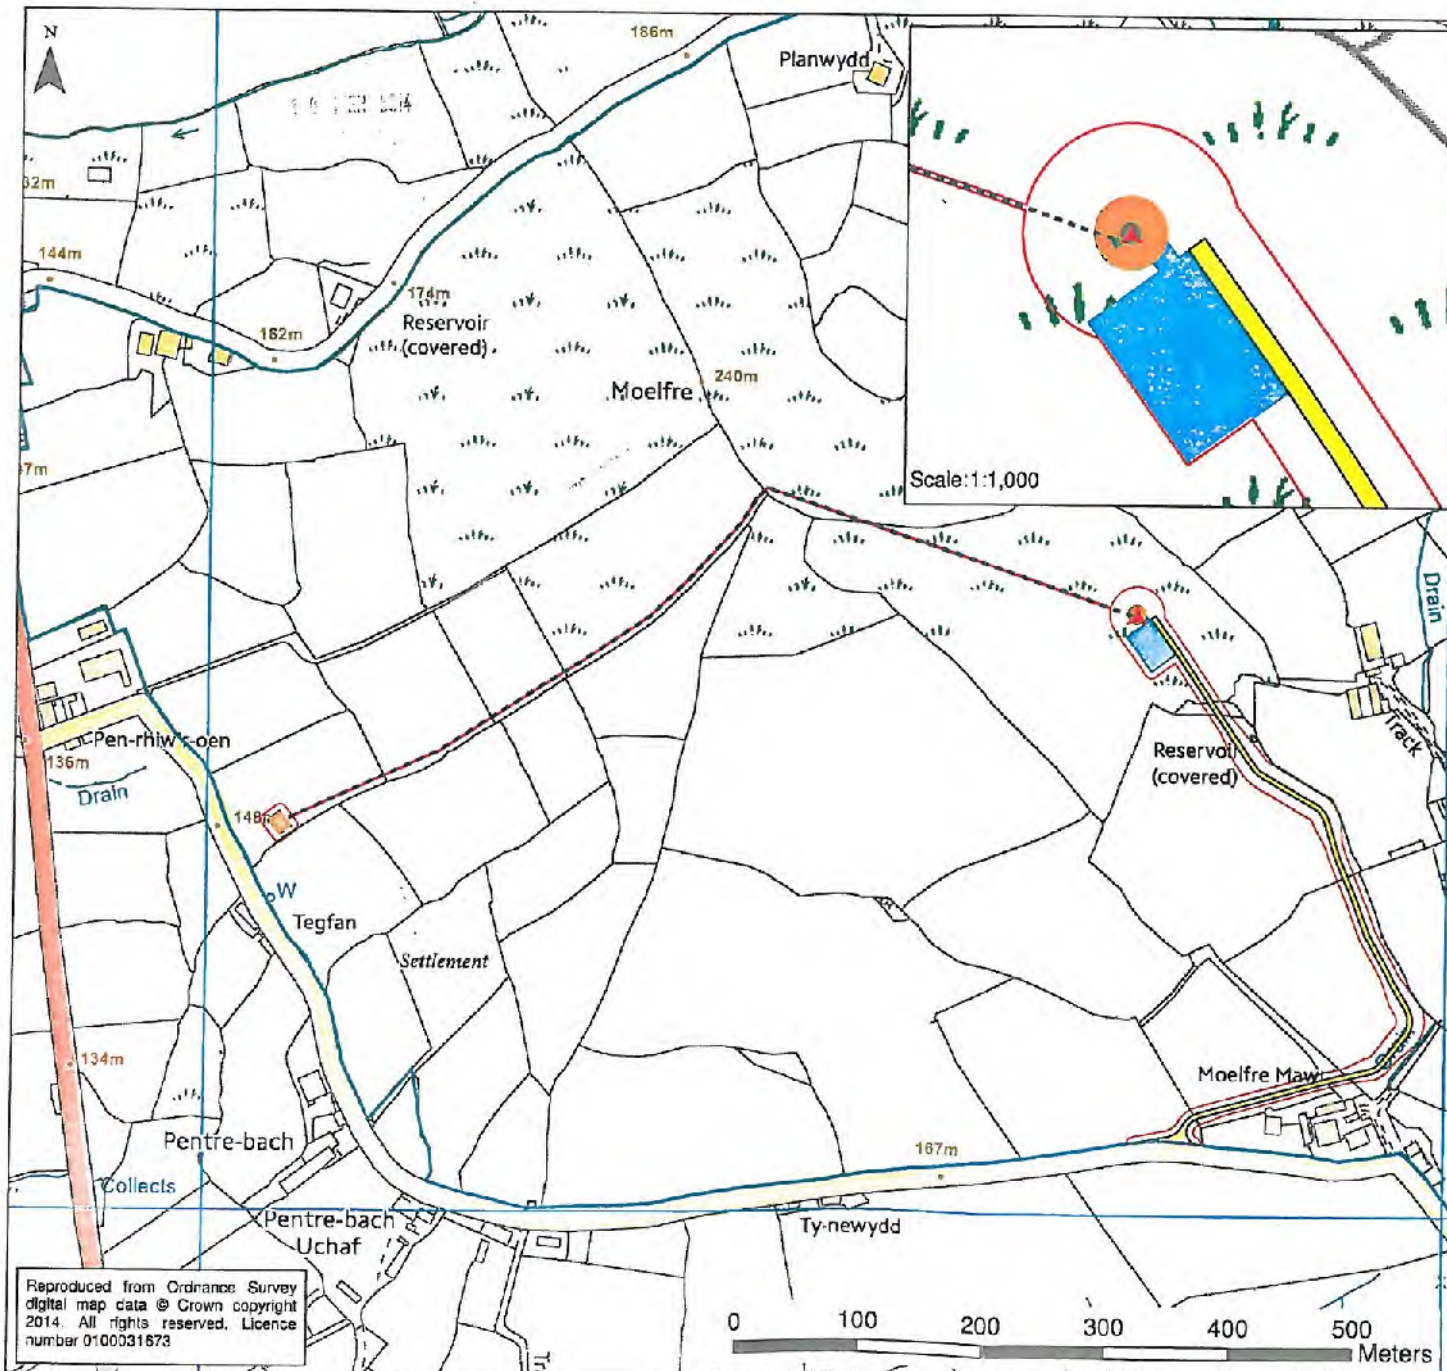 N
186m
Planwydd
32m
144m
174m
Reservoir
(covered)
162m
240m
Moelfre
7m
Scale:1:1,000
Drain
Pen-rhiw'r-oen
136m
Drain
Reservoir
(covered)
Track
W
Tegfan
Settlement
134m
Moelfre Mawr
Pentre-bach
167m
Collects
Pentre-bach
Uchaf
Ty-newydd
Reproduced from Ordnance Survey
digital map data © Crown copyright
2014. All rights reserved. Licence
number 0100031673
0 100 200 300 400 500
Meters